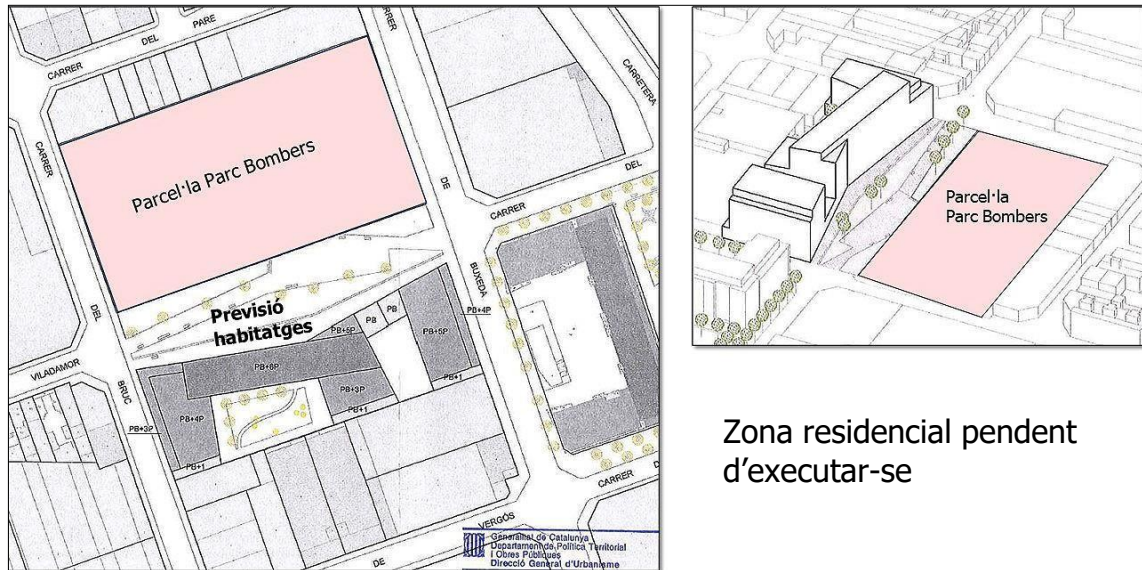 CARRER
DEL
PARE
CARRER
CARRETERA
CARRER
Parcel·la Parc Bombers
DE
CARRER
DEL
DEL
BUXEDA
Previsió
habitatges
PB+4P
PB
PB
PB+5P
PB+5P
VILADAMOR
BRUC
PB+6P
PB+3P
PB+4P
PB+1
PB+3P
PB+1
PB+1
CARRER
VERGÓS
DE
Generalitat de Catalunya
Departament de Política Territorial
i Obres Públiques
Direcció General d'Urbanisme
Parcel·la
Parc Bombers
Zona residencial pendent
d'executar-se